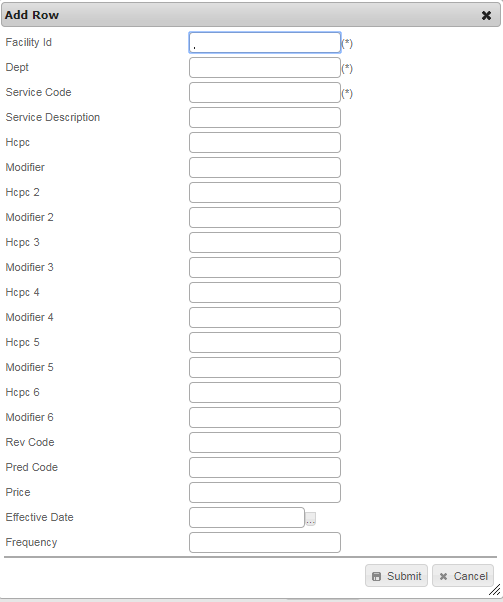 Add Row
Facility Id , (*)
Dept (*)
Service Code (*)
Service Description
Hcpc
Modifier
Hcpc 2
Modifier 2
Hcpc 3
Modifier 3
Hcpc 4
Modifier 4
Hcpc 5
Modifier 5
Hcpc 6
Modifier 6
Rev Code
Pred Code
Price
Effective Date ...
Frequency
Submit Cancel